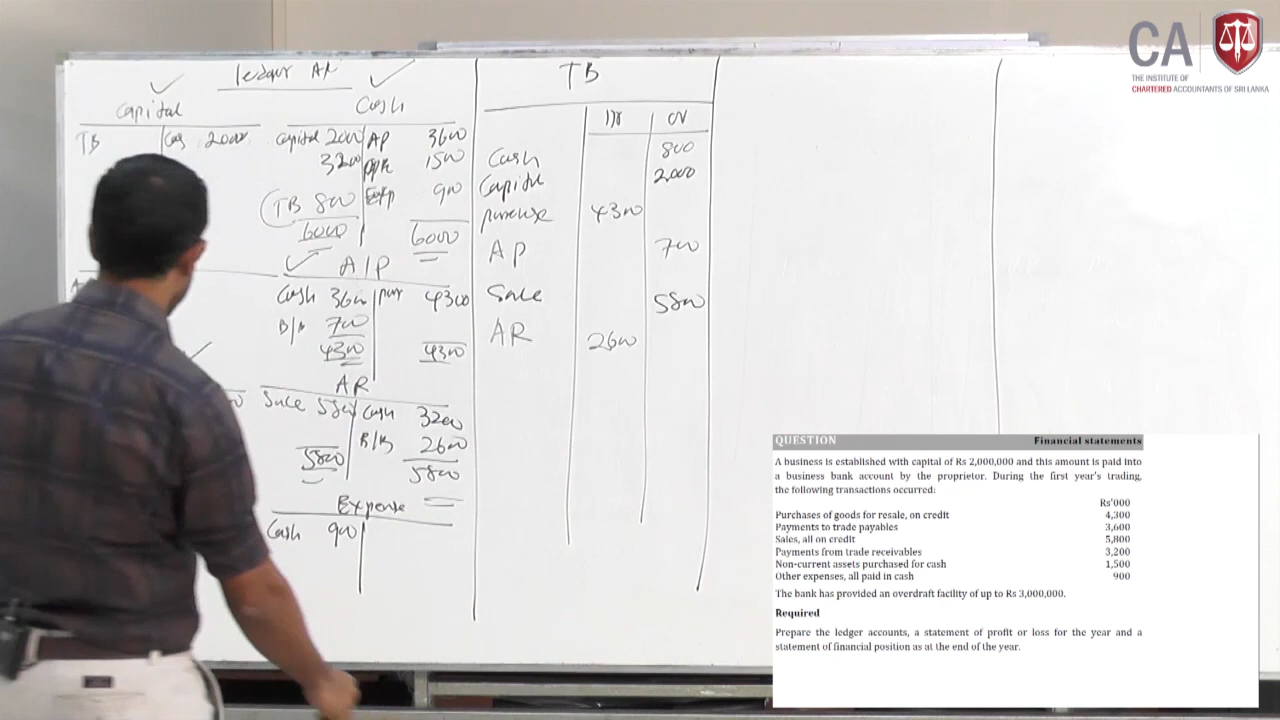 CA
THE INSTITUTE OF
CHARTERED ACCOUNTANTS OF SRI LANKA
ledger
Capital
TB
2000
Cash
capital 2000 AP 3600
3200 1500
TB 800 Exp 900
6000 6000
A/P
Cash 3600 4300
700
4300 4300
AR
Sale 5800 Cash 3200
2600
5800 5800
Expense
Cash 900
TB
Cash 800
Capital 2,000
4300
AP 700
Sale 5800
AR 2600
QUESTION Financial statements
A business is established with capital of Rs 2,000,000 and this amount is paid into
a business bank account by the proprietor. During the first year's trading,
the following transactions occurred:
Rs'000
Purchases of goods for resale, on credit 4,300
Payments to trade payables 3,600
Sales, all on credit 5,800
Payments from trade receivables 3,200
Non-current assets purchased for cash 1,500
Other expenses, all paid in cash 900
The bank has provided an overdraft facility of up to Rs 3,000,000.
Required
Prepare the ledger accounts, a statement of profit or loss for the year and a
statement of financial position as at the end of the year.